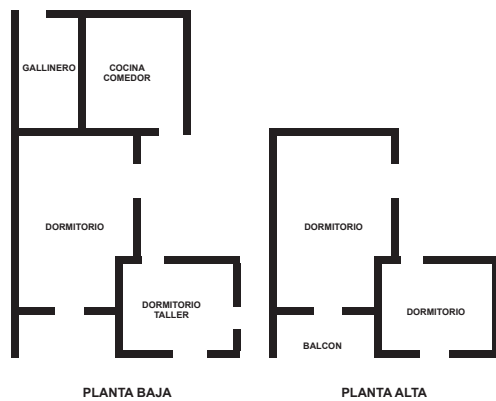 GALLINERO
COCINA
COMEDOR
DORMITORIO
DORMITORIO
DORMITORIO
TALLER
DORMITORIO
BALCON
PLANTA BAJA
PLANTA ALTA